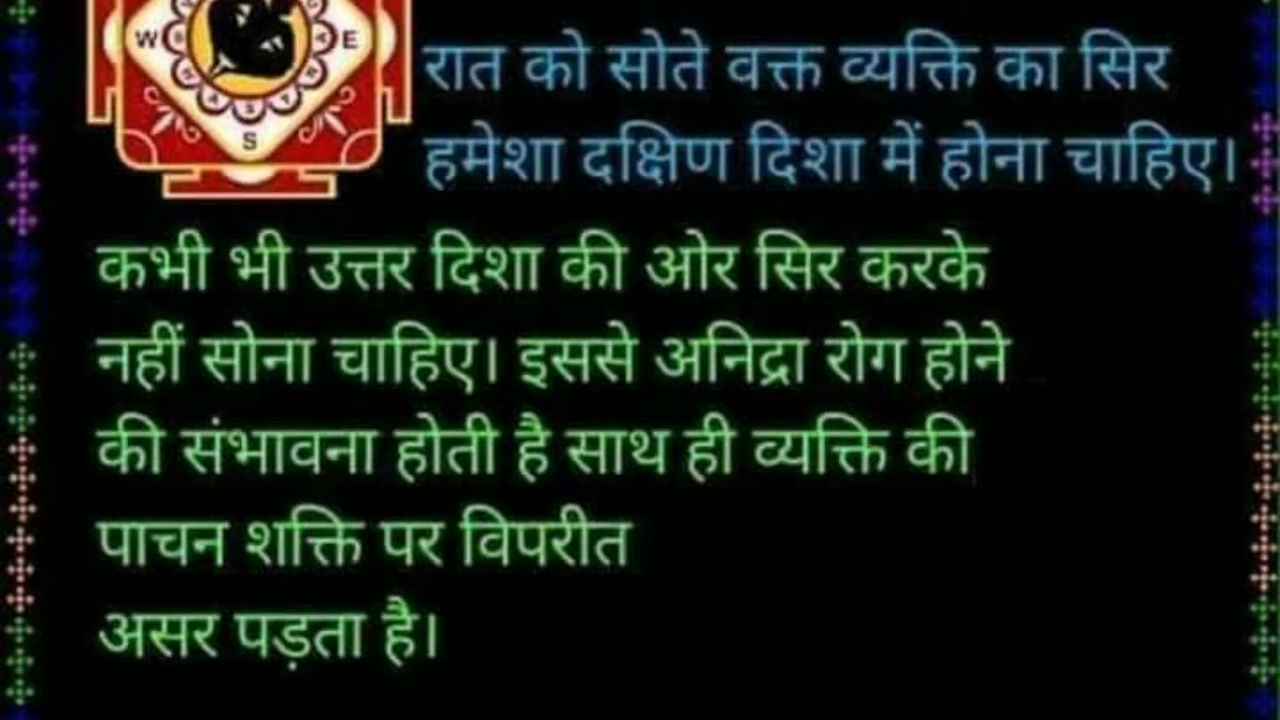 W
E
S
रात को सोते वक्त व्यक्ति का सिर
हमेशा दक्षिण दिशा में होना चाहिए।
कभी भी उत्तर दिशा की ओर सिर करके
नहीं सोना चाहिए। इससे अनिद्रा रोग होने
की संभावना होती है साथ ही व्यक्ति की
पाचन शक्ति पर विपरीत
असर पड़ता है।